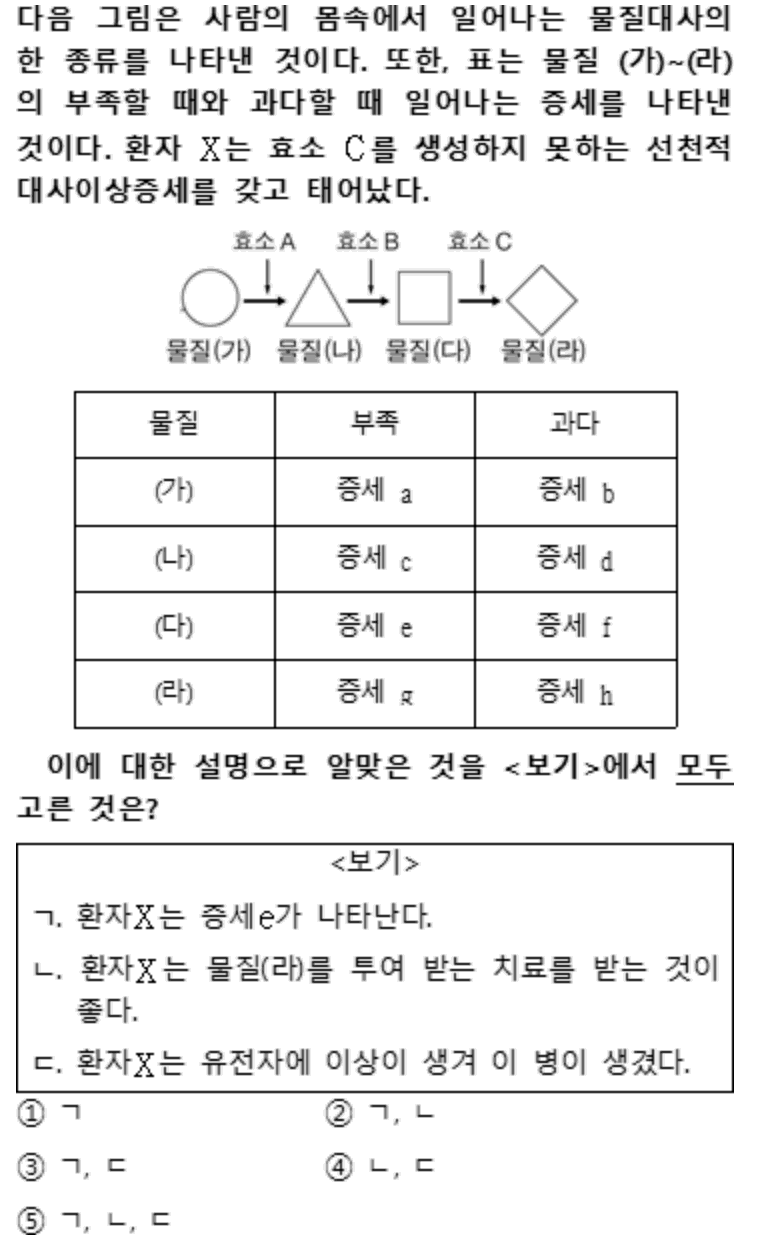 다음 그림은 사람의 몸속에서 일어나는 물질대사의
한 종류를 나타낸 것이다. 또한, 표는 물질 (가)~(라)
의 부족할 때와 과다할 때 일어나는 증세를 나타낸
것이다. 환자 X는 효소 C를 생성하지 못하는 선천적
대사이상증세를 갖고 태어났다.
효소 A 효소 B 효소 C
물질(가) 물질(나) 물질(다) 물질(라)
물질 부족 과다
(가) 증세 a 증세 b
(나) 증세 c 증세 d
(다) 증세 e 증세 f
(라) 증세 g 증세 h
이에 대한 설명으로 알맞은 것을 <보기>에서 모두
고른 것은?
<보기>
ㄱ. 환자X는 증세e가 나타난다.
ㄴ. 환자X는 물질(라)를 투여 받는 치료를 받는 것이
좋다.
ㄷ. 환자X는 유전자에 이상이 생겨 이 병이 생겼다.
① ㄱ ② ㄱ, ㄴ
③ ㄱ, ㄷ ④ ㄴ, ㄷ
⑤ ㄱ, ㄴ, ㄷ